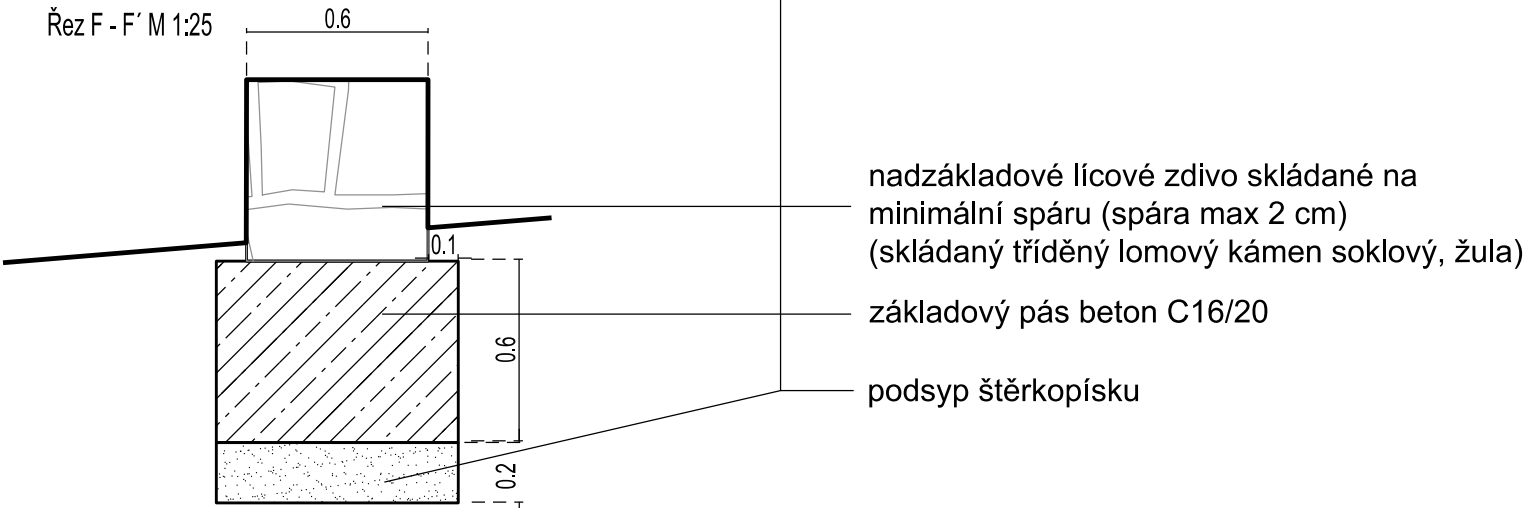 Řez F - F´ M 1:25
0.6
nadzákladové lícové zdivo skládané na
minimální spáru (spára max 2 cm)
(skládaný tříděný lomový kámen soklový, žula)
0.1
základový pás beton C16/20
0.6
podsyp štěrkopísku
0.2